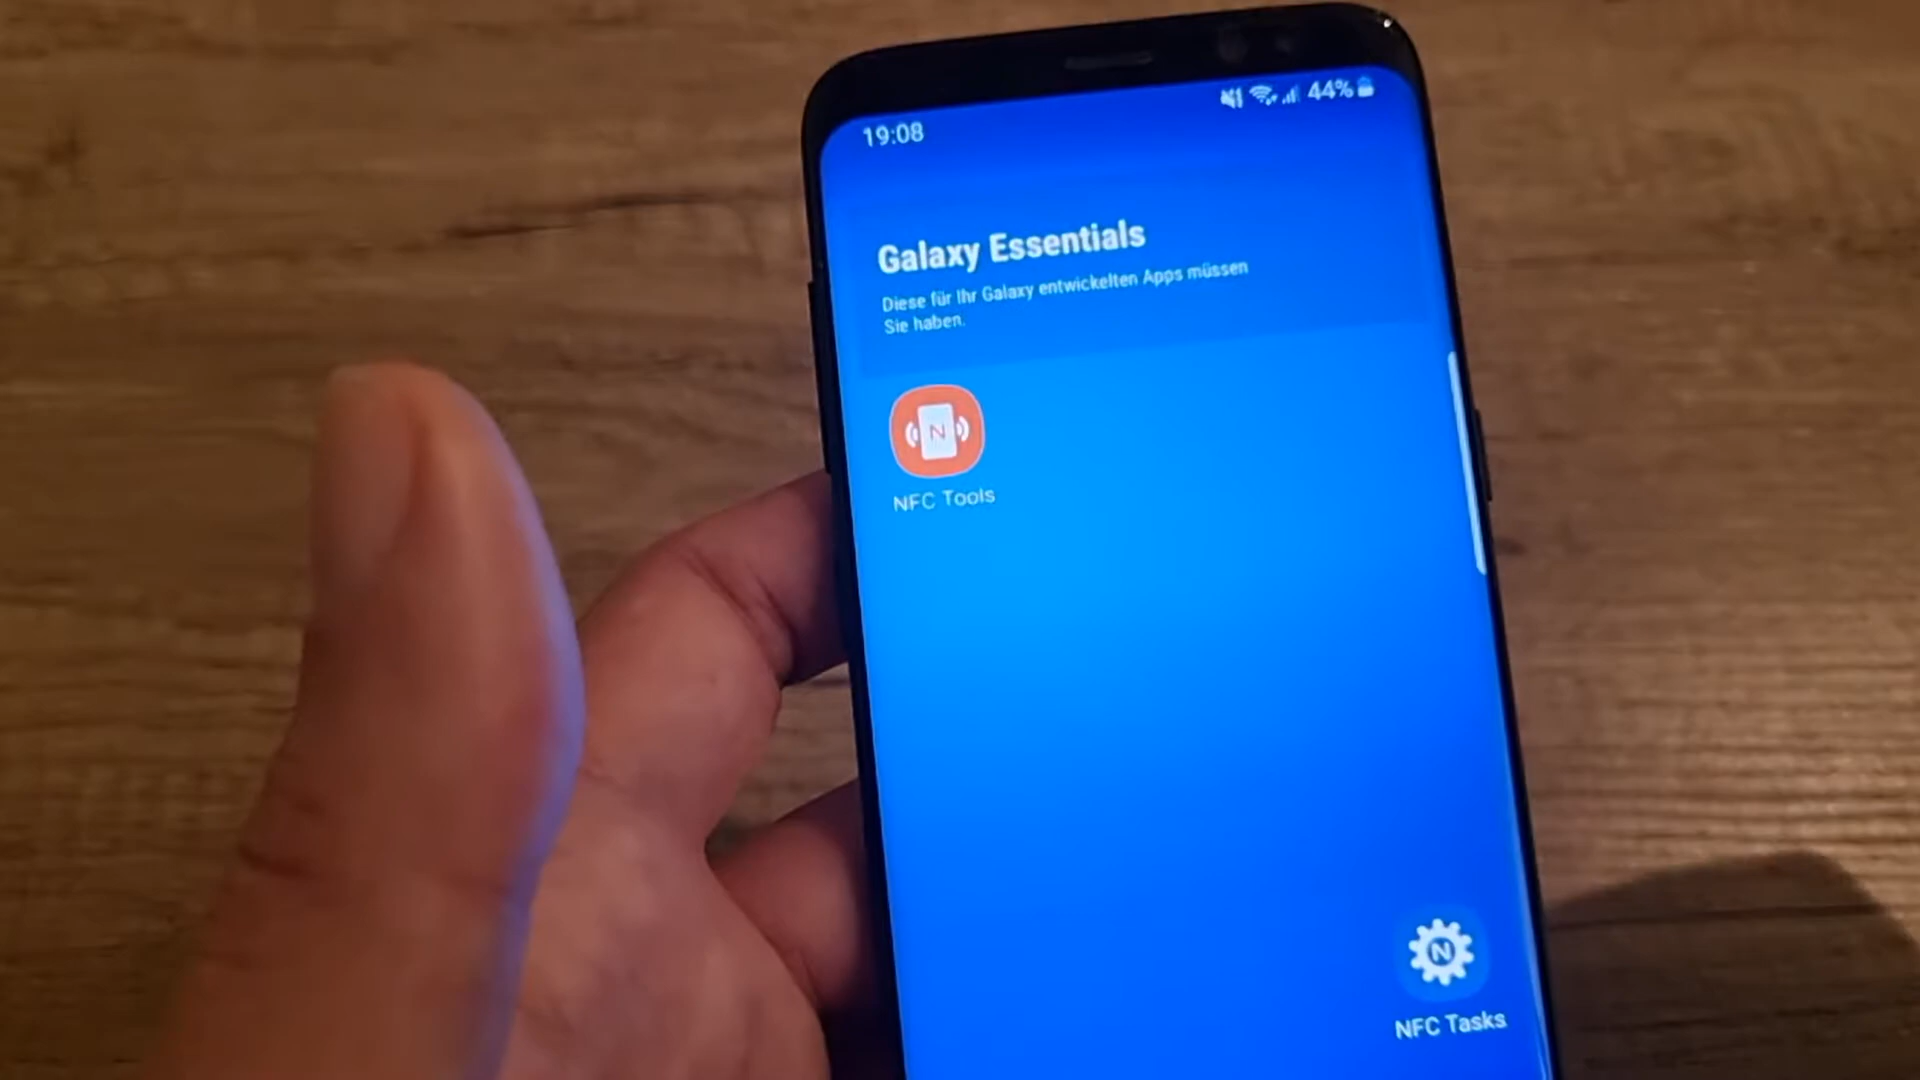 19:08
44%
Galaxy Essentials
Diese für Ihr Galaxy entwickelten Apps müssen
Sie haben.
N
NFC Tools
N
NFC Tasks